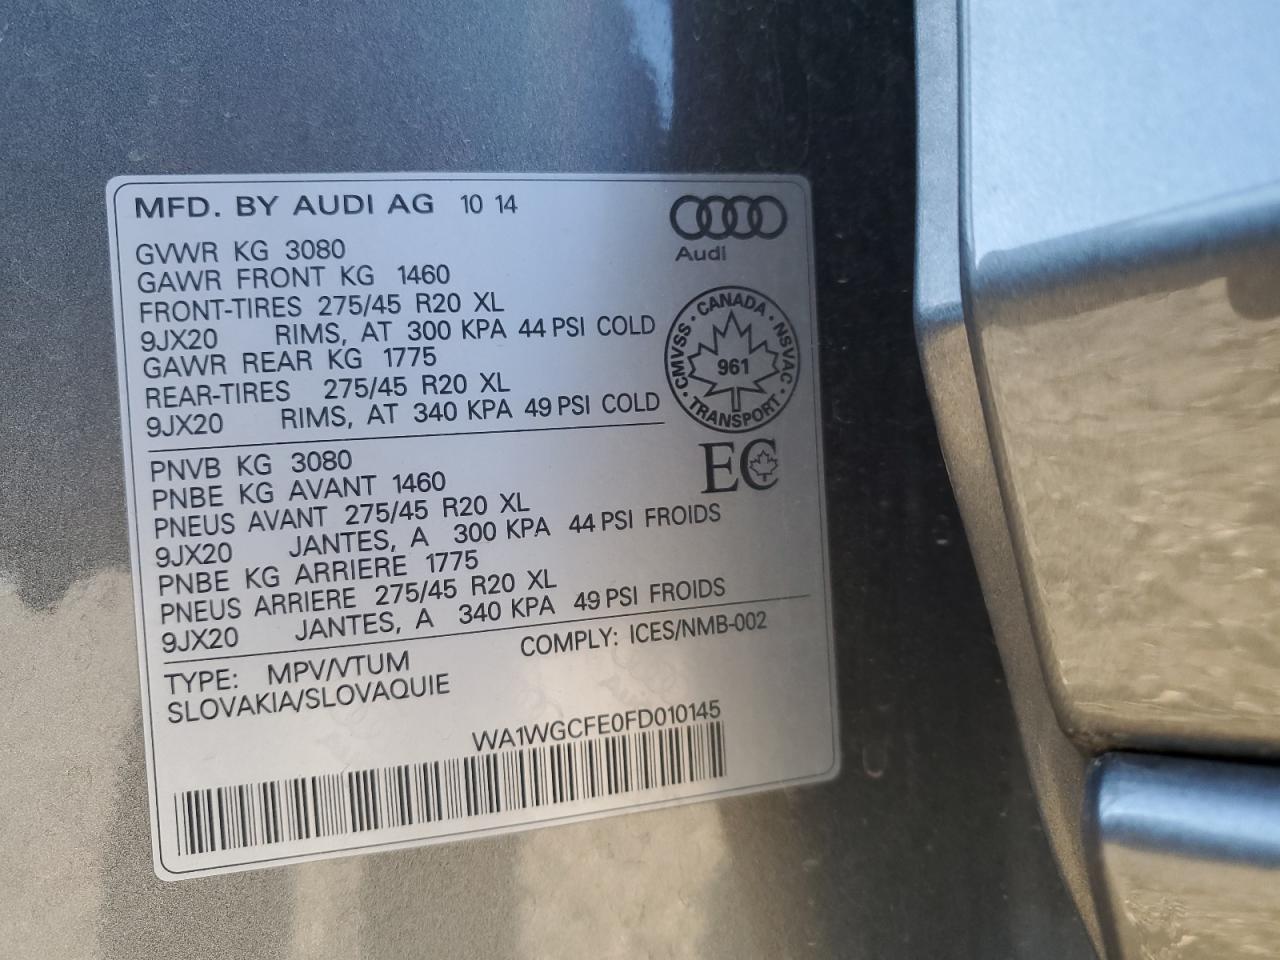 MFD. BY AUDI AG 10 14
Audi
GVWR KG 3080
GAWR FRONT KG 1460
FRONT-TIRES 275/45 R20 XL
9JX20 RIMS, AT 300 KPA 44 PSI COLD
GAWR REAR KG 1775
REAR-TIRES 275/45 R20 XL
9JX20 RIMS, AT 340 KPA 49 PSI COLD
CANADA · NSVAC · TRANSPORT · CMVSS ·
961
EC
PNVB KG 3080
PNBE KG AVANT 1460
PNEUS AVANT 275/45 R20 XL
9JX20 JANTES, A 300 KPA 44 PSI FROIDS
PNBE KG ARRIERE 1775
PNEUS ARRIERE 275/45 R20 XL
9JX20 JANTES, A 340 KPA 49 PSI FROIDS
TYPE: MPV/VTUM COMPLY: ICES/NMB-002
SLOVAKIA/SLOVAQUIE
WA1WGCFE0FD010145